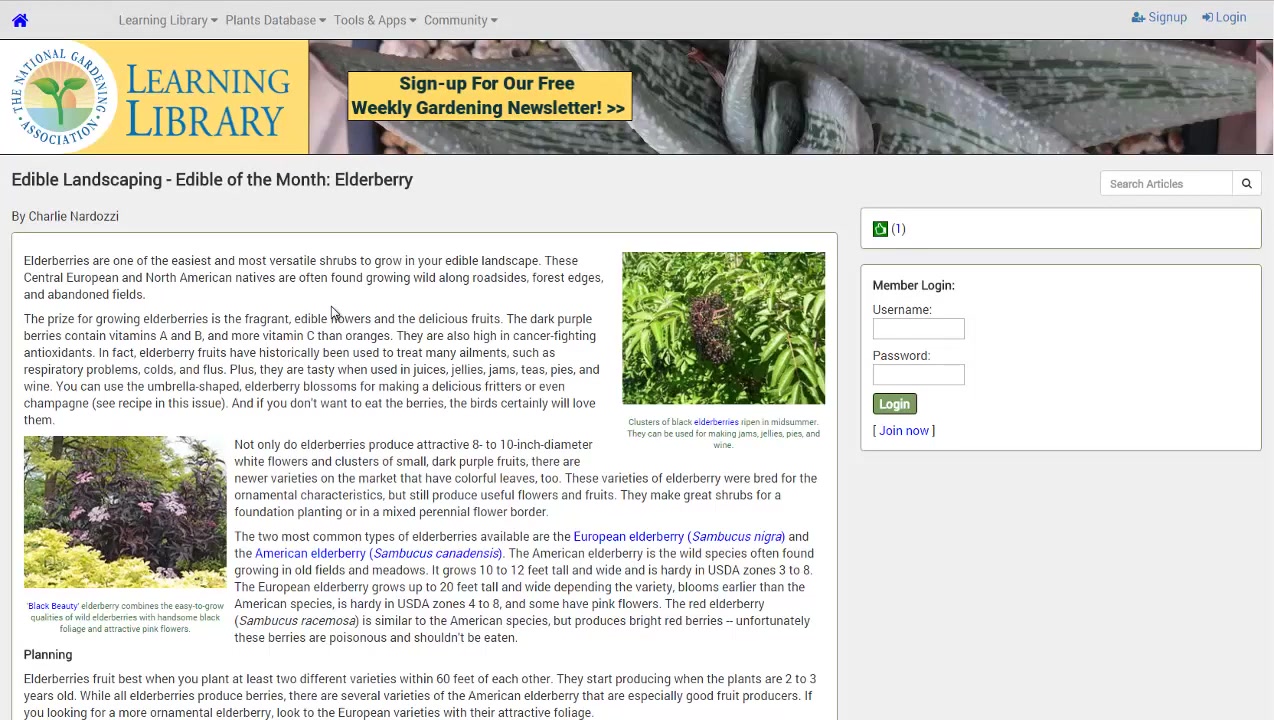 Learning Library Plants Database Tools & Apps Community Signup Login
THE NATIONAL GARDENING ASSOCIATION
LEARNING
LIBRARY
Sign-up For Our Free
Weekly Gardening Newsletter! >>
Edible Landscaping - Edible of the Month: Elderberry
Search Articles
By Charlie Nardozzi
Elderberries are one of the easiest and most versatile shrubs to grow in your edible landscape. These
Central European and North American natives are often found growing wild along roadsides, forest edges,
and abandoned fields.
The prize for growing elderberries is the fragrant, edible flowers and the delicious fruits. The dark purple
berries contain vitamins A and B, and more vitamin C than oranges. They are also high in cancer-fighting
antioxidants. In fact, elderberry fruits have historically been used to treat many ailments, such as
respiratory problems, colds, and flus. Plus, they are tasty when used in juices, jellies, jams, teas, pies, and
wine. You can use the umbrella-shaped, elderberry blossoms for making a delicious fritters or even
champagne (see recipe in this issue). And if you don't want to eat the berries, the birds certainly will love
them.
Clusters of black elderberries ripen in midsummer.
They can be used for making jams, jellies, pies, and
wine.
Not only do elderberries produce attractive 8- to 10-inch-diameter
white flowers and clusters of small, dark purple fruits, there are
newer varieties on the market that have colorful leaves, too. These varieties of elderberry were bred for the
ornamental characteristics, but still produce useful flowers and fruits. They make great shrubs for a
foundation planting or in a mixed perennial flower border.
The two most common types of elderberries available are the European elderberry (Sambucus nigra) and
the American elderberry (Sambucus canadensis). The American elderberry is the wild species often found
growing in old fields and meadows. It grows 10 to 12 feet tall and wide and is hardy in USDA zones 3 to 8.
The European elderberry grows up to 20 feet tall and wide depending the variety, blooms earlier than the
American species, is hardy in USDA zones 4 to 8, and some have pink flowers. The red elderberry
(Sambucus racemosa) is similar to the American species, but produces bright red berries -- unfortunately
these berries are poisonous and shouldn't be eaten.
'Black Beauty' elderberry combines the easy-to-grow
qualities of wild elderberries with handsome black
foliage and attractive pink flowers.
Planning
Elderberries fruit best when you plant at least two different varieties within 60 feet of each other. They start producing when the plants are 2 to 3
years old. While all elderberries produce berries, there are several varieties of the American elderberry that are especially good fruit producers. If
you looking for a more ornamental elderberry, look to the European varieties with their attractive foliage.
(1)
Member Login:
Username:
Password:
Login
[ Join now ]